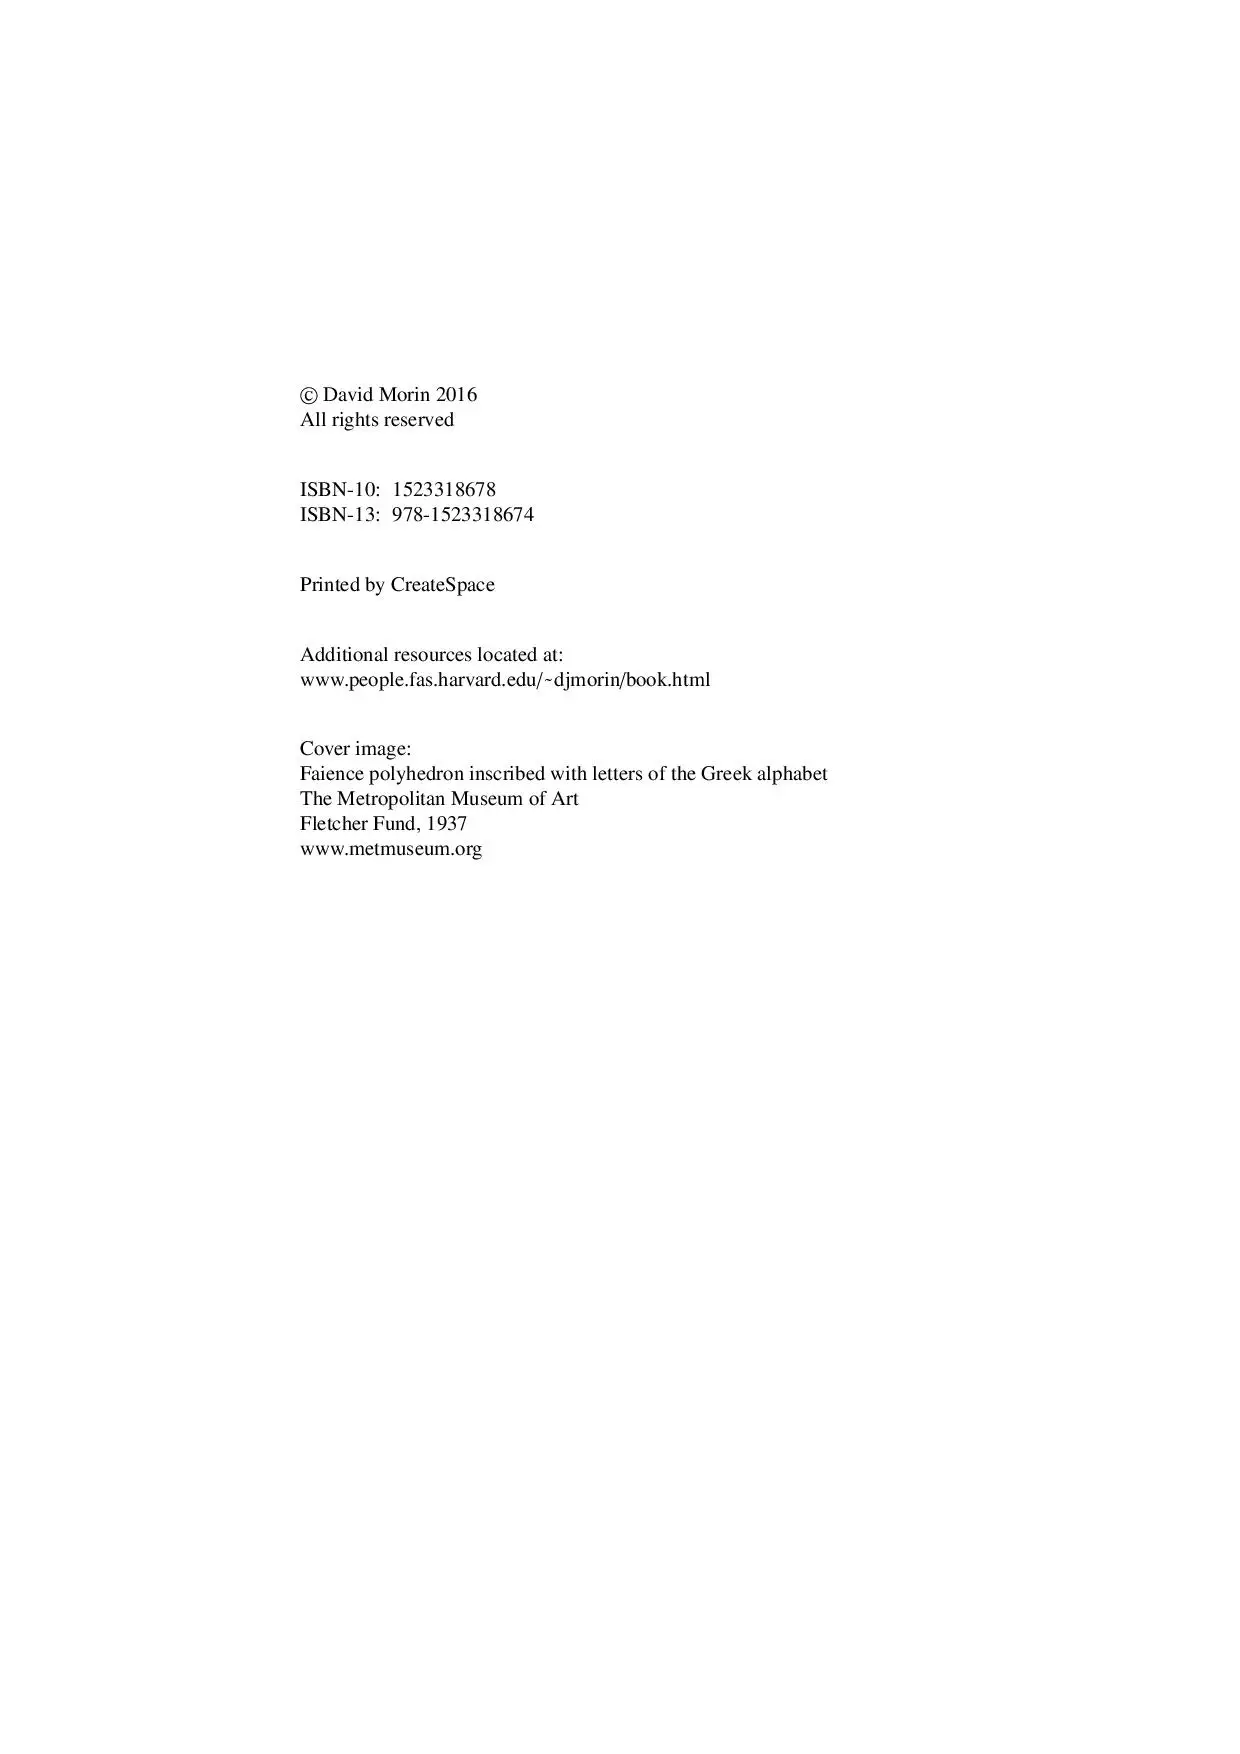 © David Morin 2016
All rights reserved
ISBN-10: 1523318678
ISBN-13: 978-1523318674
Printed by CreateSpace
Additional resources located at:
www.people.fas.harvard.edu/~djmorin/book.html
Cover image:
Faience polyhedron inscribed with letters of the Greek alphabet
The Metropolitan Museum of Art
Fletcher Fund, 1937
www.metmuseum.org